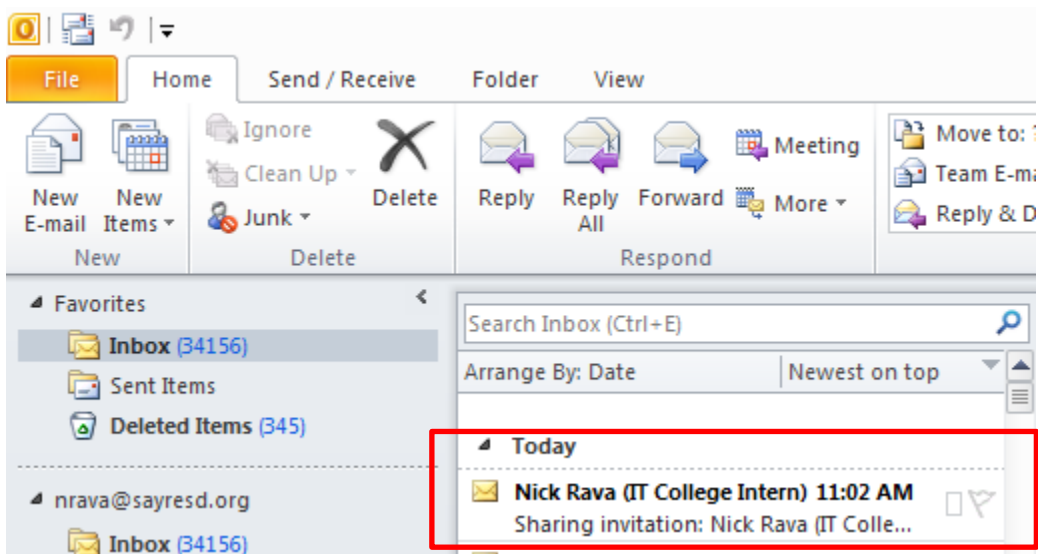 File Home Send / Receive Folder View
Ignore
Clean Up
Junk
New E-mail
New Items
Delete
Reply
Reply All
Forward
Meeting
More
Move to: ?
Team E-ma
Reply & D
New Delete Respond
Favorites
Inbox (34156)
Sent Items
Deleted Items (345)
nrava@sayresd.org
Inbox (34156)
Search Inbox (Ctrl+E)
Arrange By: Date Newest on top
Today
Nick Rava (IT College Intern) 11:02 AM
Sharing invitation: Nick Rava (IT Colle...